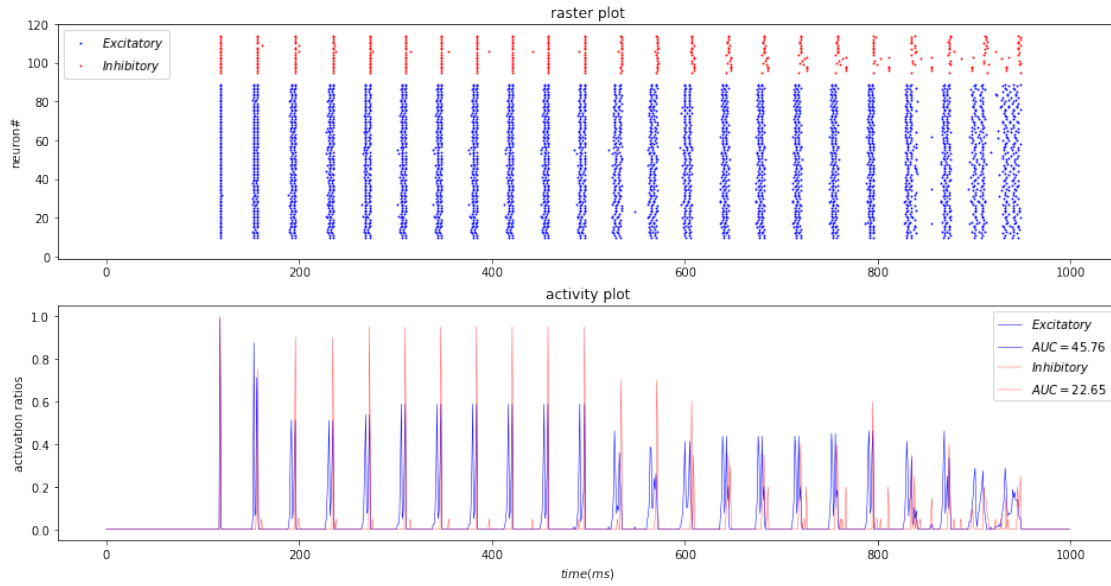 raster plot
120
100
80
60
40
20
0
neuron#
Excitatory
Inhibitory
0
200
400
600
800
1000
activity plot
1.0
0.8
0.6
0.4
0.2
0.0
activation ratios
Excitatory
AUC = 45.76
Inhibitory
AUC = 22.65
0
200
400
600
800
1000
time(ms)